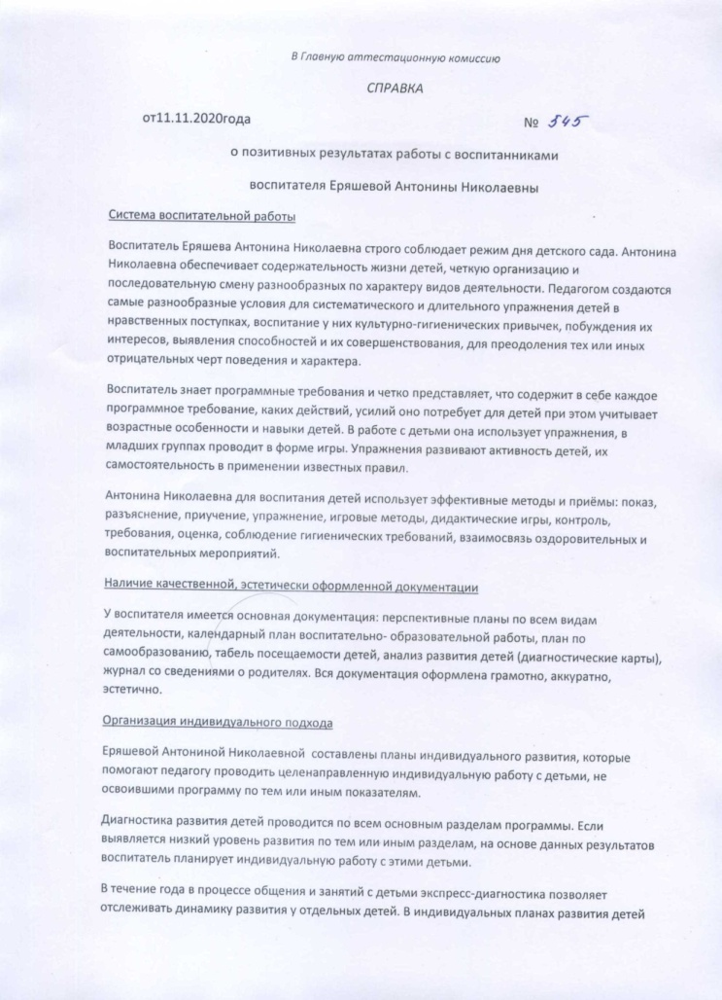 В Главную аттестационную комиссию
СПРАВКА
от11.11.2020года № 545
о позитивных результатах работы с воспитанниками
воспитателя Еряшевой Антонины Николаевны
Система воспитательной работы
Воспитатель Еряшева Антонина Николаевна строго соблюдает режим дня детского сада. Антонина
Николаевна обеспечивает содержательность жизни детей, четкую организацию и
последовательную смену разнообразных по характеру видов деятельности. Педагогом создаются
самые разнообразные условия для систематического и длительного упражнения детей в
нравственных поступках, воспитание у них культурно-гигиенических привычек, побуждения их
интересов, выявления способностей и их совершенствования, для преодоления тех или иных
отрицательных черт поведения и характера.
Воспитатель знает программные требования и четко представляет, что содержит в себе каждое
программное требование, каких действий, усилий оно потребует для детей при этом учитывает
возрастные особенности и навыки детей. В работе с детьми она использует упражнения, в
младших группах проводит в форме игры. Упражнения развивают активность детей, их
самостоятельность в применении известных правил.
Антонина Николаевна для воспитания детей использует эффективные методы и приёмы: показ,
разъяснение, приучение, упражнение, игровые методы, дидактические игры, контроль,
требования, оценка, соблюдение гигиенических требований, взаимосвязь оздоровительных и
воспитательных мероприятий.
Наличие качественной, эстетически оформленной документации
У воспитателя имеется основная документация: перспективные планы по всем видам
деятельности, календарный план воспитательно- образовательной работы, план по
самообразованию, табель посещаемости детей, анализ развития детей (диагностические карты),
журнал со сведениями о родителях. Вся документация оформлена грамотно, аккуратно,
эстетично.
Организация индивидуального подхода
Еряшевой Антониной Николаевной составлены планы индивидуального развития, которые
помогают педагогу проводить целенаправленную индивидуальную работу с детьми, не
освоившими программу по тем или иным показателям.
Диагностика развития детей проводится по всем основным разделам программы. Если
выявляется низкий уровень развития по тем или иным разделам, на основе данных результатов
воспитатель планирует индивидуальную работу с этими детьми.
В течение года в процессе общения и занятий с детьми экспресс-диагностика позволяет
отслеживать динамику развития у отдельных детей. В индивидуальных планах развития детей